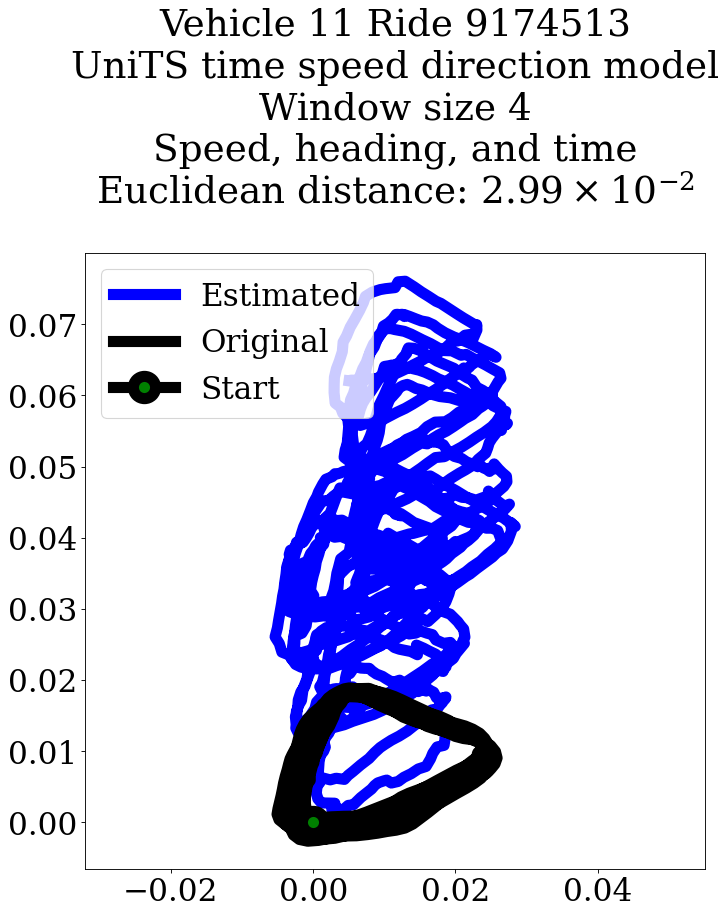 Vehicle 11 Ride 9174513
UniTS time speed direction model
Window size 4
Speed, heading, and time
Euclidean distance: 2.99 × 10⁻²
Estimated
Original
Start
0.07
0.06
0.05
0.04
0.03
0.02
0.01
0.00
−0.02 0.00 0.02 0.04